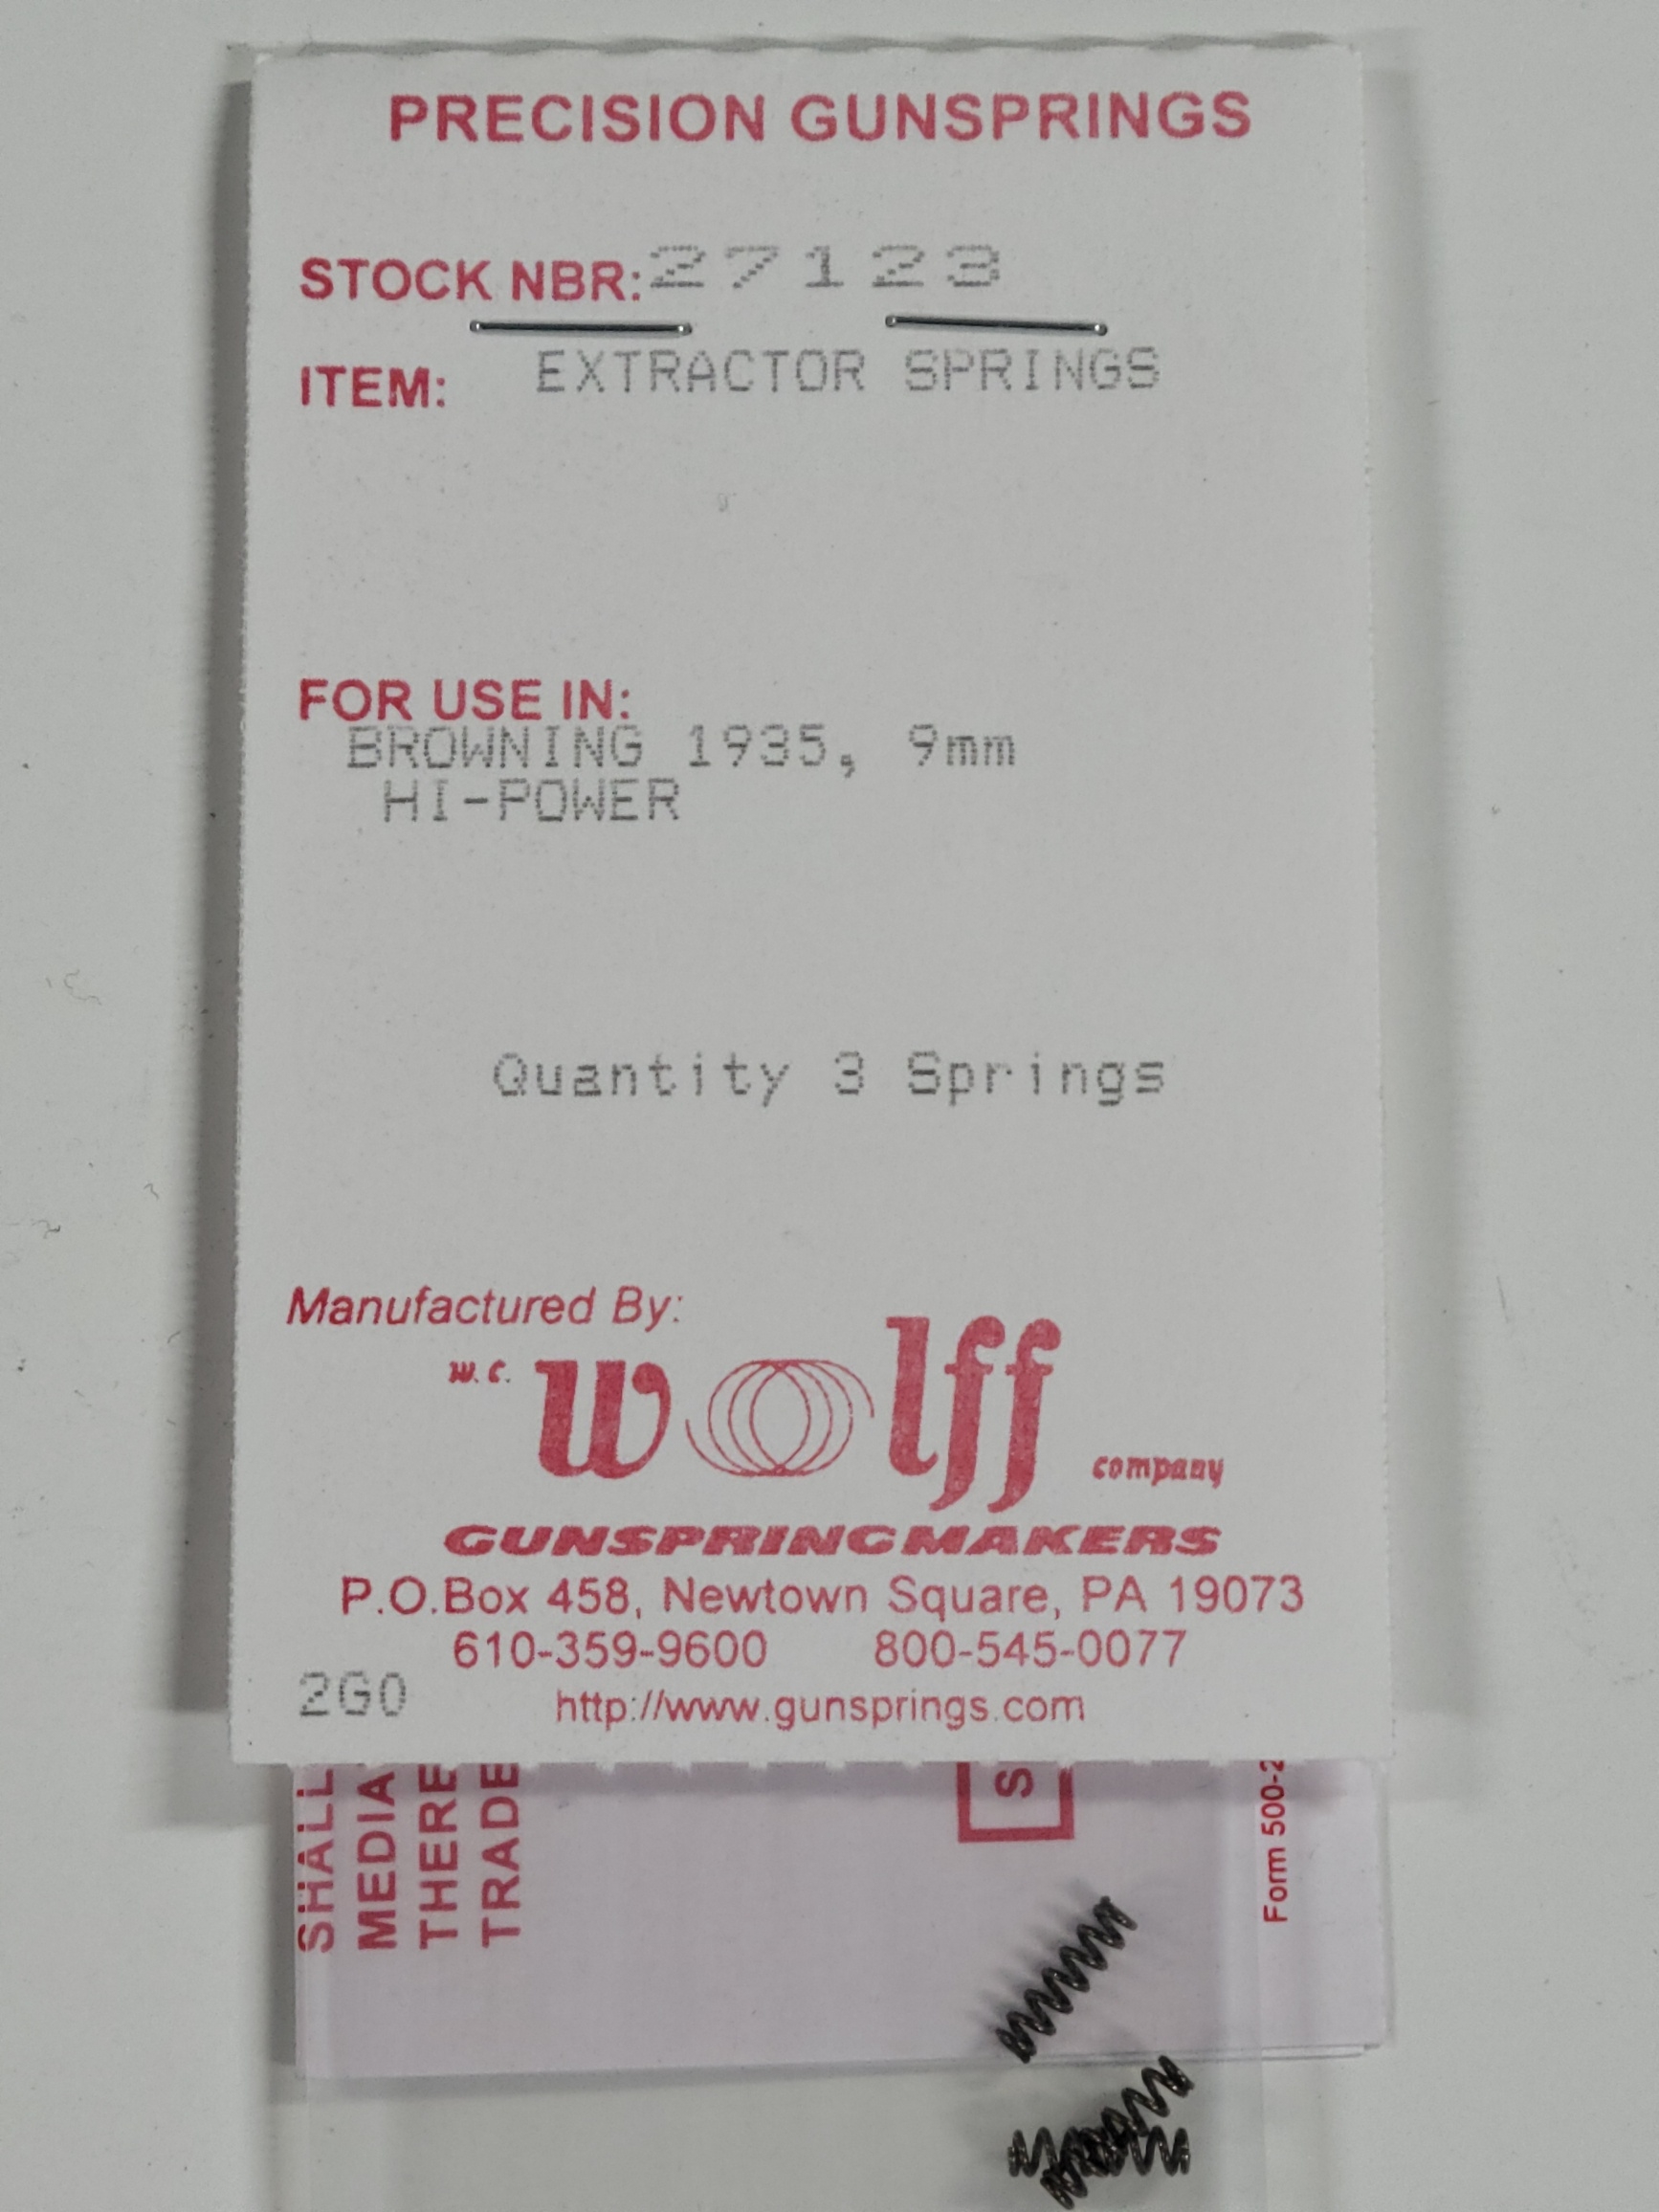 PRECISION GUNSPRINGS
STOCK NBR: 27123
ITEM: EXTRACTOR SPRINGS
FOR USE IN:
BROWNING 1935, 9mm
HI-POWER
Quantity 3 Springs
Manufactured By:
w. c. wolff company
GUNSPRINGMAKERS
P.O.Box 458, Newtown Square, PA 19073
610-359-9600 800-545-0077
2G0 http://www.gunsprings.com
SHALL
MEDIA
THERE
TRADE
S
Form 500-2